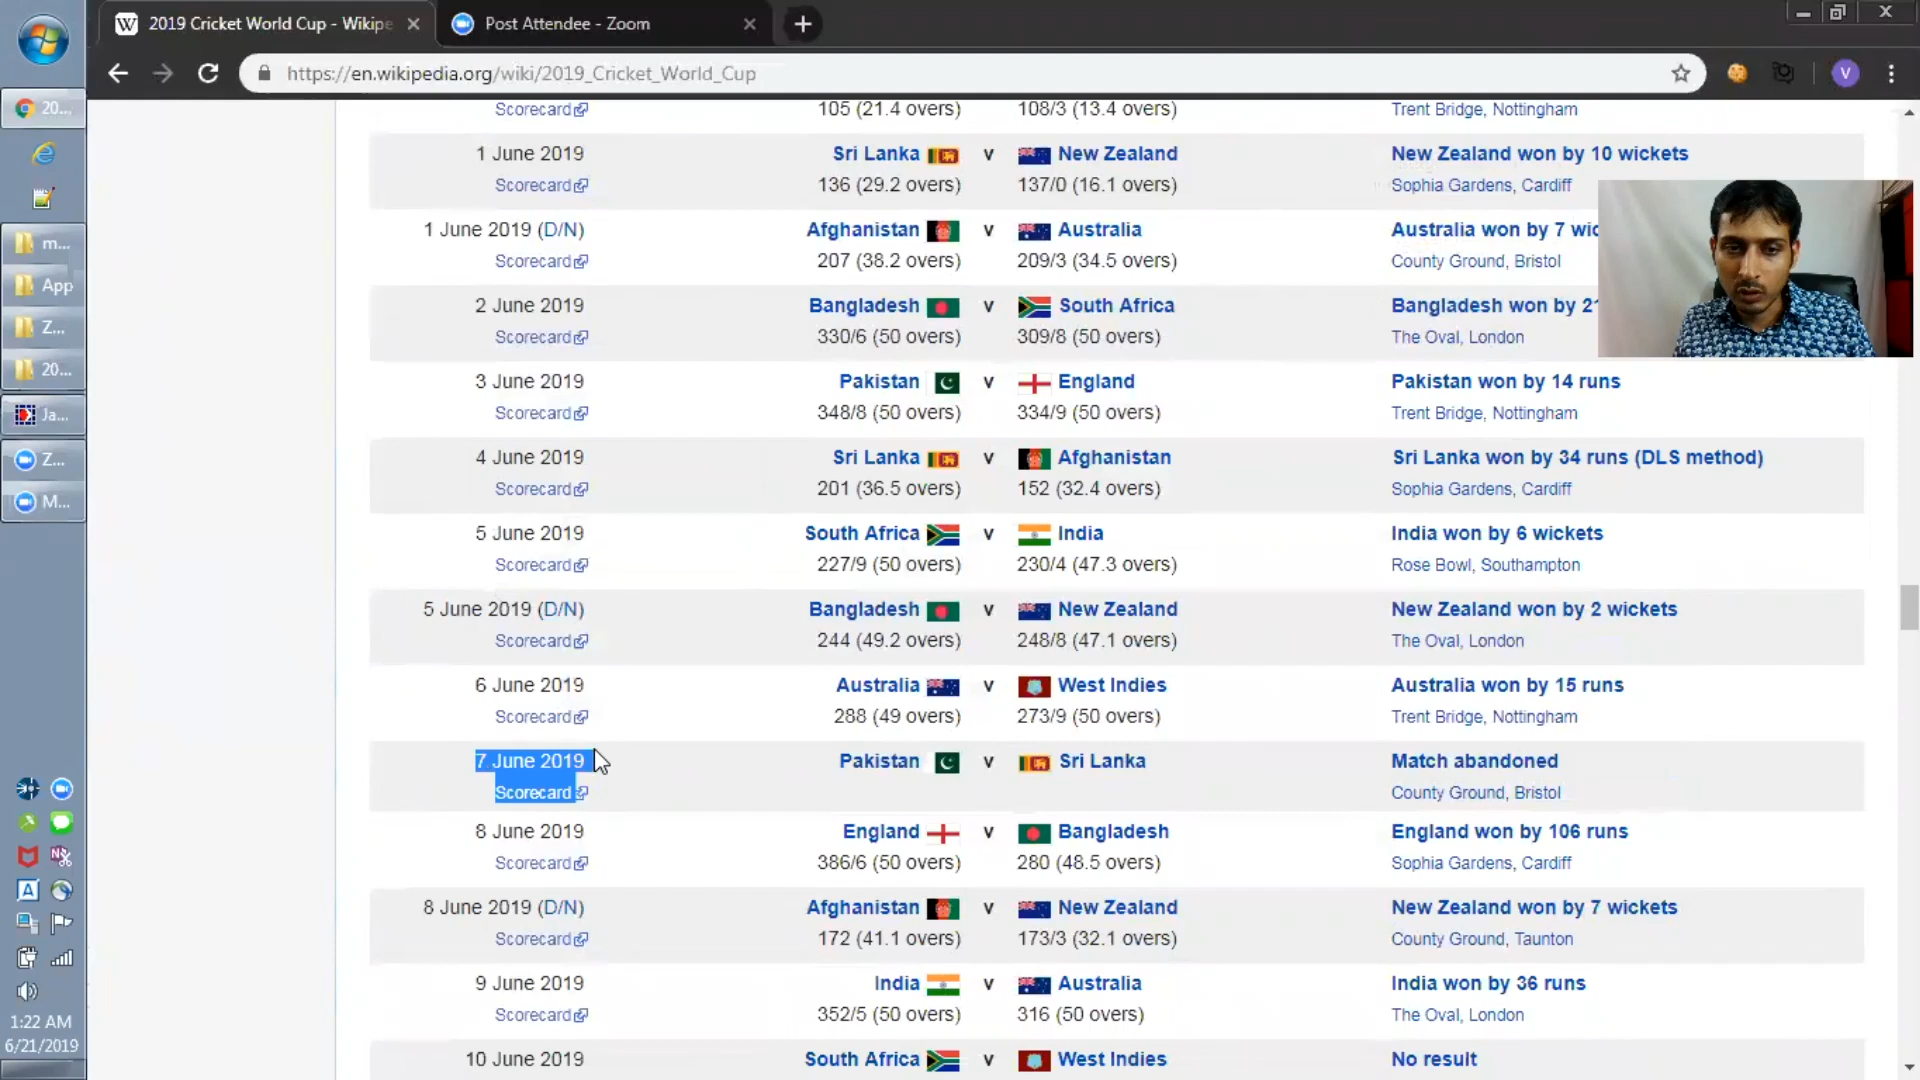 2019 Cricket World Cup - Wikipe
Post Attendee - Zoom
https://en.wikipedia.org/wiki/2019_Cricket_World_Cup
V
20...
m...
App
Z...
20...
Ja...
Z...
M...
1:22 AM
6/21/2019
Scorecard 105 (21.4 overs) 108/3 (13.4 overs) Trent Bridge, Nottingham
1 June 2019 Sri Lanka v New Zealand New Zealand won by 10 wickets
Scorecard 136 (29.2 overs) 137/0 (16.1 overs) Sophia Gardens, Cardiff
1 June 2019 (D/N) Afghanistan v Australia Australia won by 7 wic
Scorecard 207 (38.2 overs) 209/3 (34.5 overs) County Ground, Bristol
2 June 2019 Bangladesh v South Africa Bangladesh won by 21
Scorecard 330/6 (50 overs) 309/8 (50 overs) The Oval, London
3 June 2019 Pakistan v England Pakistan won by 14 runs
Scorecard 348/8 (50 overs) 334/9 (50 overs) Trent Bridge, Nottingham
4 June 2019 Sri Lanka v Afghanistan Sri Lanka won by 34 runs (DLS method)
Scorecard 201 (36.5 overs) 152 (32.4 overs) Sophia Gardens, Cardiff
5 June 2019 South Africa v India India won by 6 wickets
Scorecard 227/9 (50 overs) 230/4 (47.3 overs) Rose Bowl, Southampton
5 June 2019 (D/N) Bangladesh v New Zealand New Zealand won by 2 wickets
Scorecard 244 (49.2 overs) 248/8 (47.1 overs) The Oval, London
6 June 2019 Australia v West Indies Australia won by 15 runs
Scorecard 288 (49 overs) 273/9 (50 overs) Trent Bridge, Nottingham
7 June 2019 Pakistan v Sri Lanka Match abandoned
Scorecard County Ground, Bristol
8 June 2019 England v Bangladesh England won by 106 runs
Scorecard 386/6 (50 overs) 280 (48.5 overs) Sophia Gardens, Cardiff
8 June 2019 (D/N) Afghanistan v New Zealand New Zealand won by 7 wickets
Scorecard 172 (41.1 overs) 173/3 (32.1 overs) County Ground, Taunton
9 June 2019 India v Australia India won by 36 runs
Scorecard 352/5 (50 overs) 316 (50 overs) The Oval, London
10 June 2019 South Africa v West Indies No result